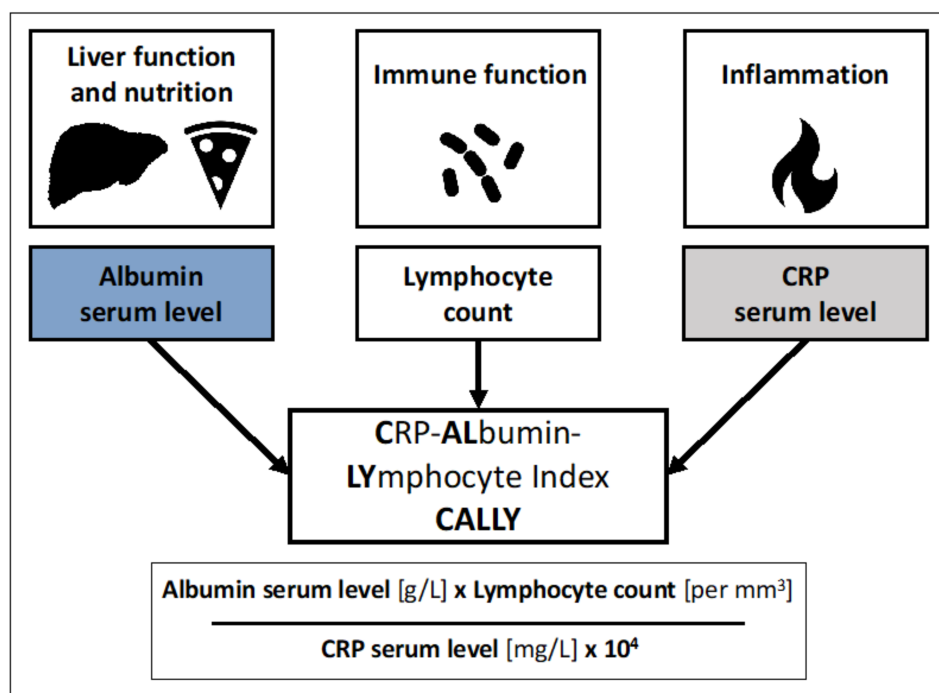 Liver function
and nutrition
Immune function
Inflammation
Albumin
serum level
Lymphocyte
count
CRP
serum level
CRP-ALbumin-
LYmphocyte Index
CALLY
Albumin serum level [g/L] x Lymphocyte count [per mm³]
CRP serum level [mg/L] x 10⁴